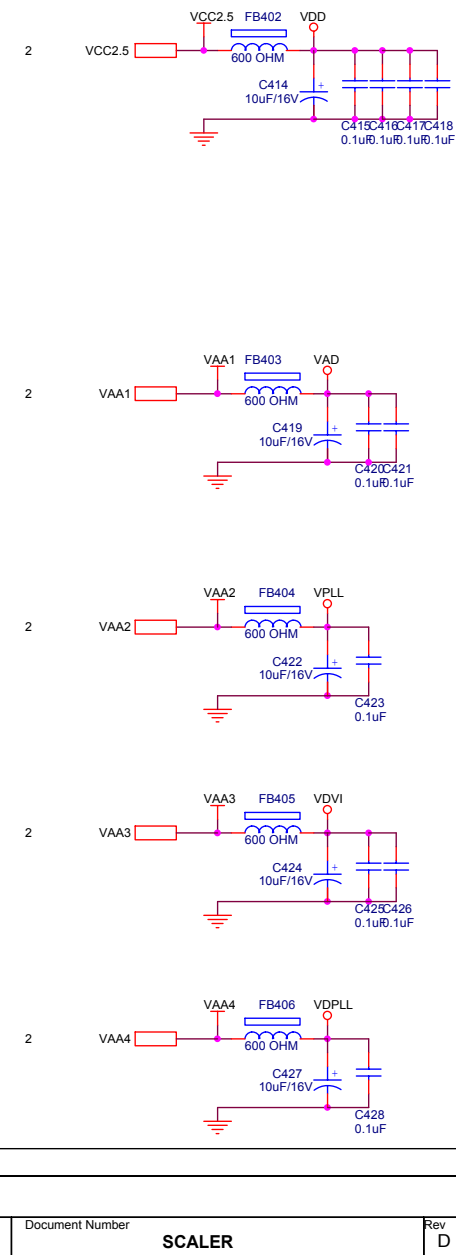 VCC2.5 FB402 VDD
2 VCC2.5
600 OHM
C414 +
10uF/16V
C415 C416 C417 C418
0.1uF 0.1uF 0.1uF 0.1uF
VAA1 FB403 VAD
2 VAA1
600 OHM
C419 +
10uF/16V
C420 C421
0.1uF 0.1uF
VAA2 FB404 VPLL
2 VAA2
600 OHM
C422 +
10uF/16V
C423
0.1uF
VAA3 FB405 VDVI
2 VAA3
600 OHM
C424 +
10uF/16V
C425 C426
0.1uF 0.1uF
VAA4 FB406 VDPLL
2 VAA4
600 OHM
C427 +
10uF/16V
C428
0.1uF
Document Number Rev
SCALER D